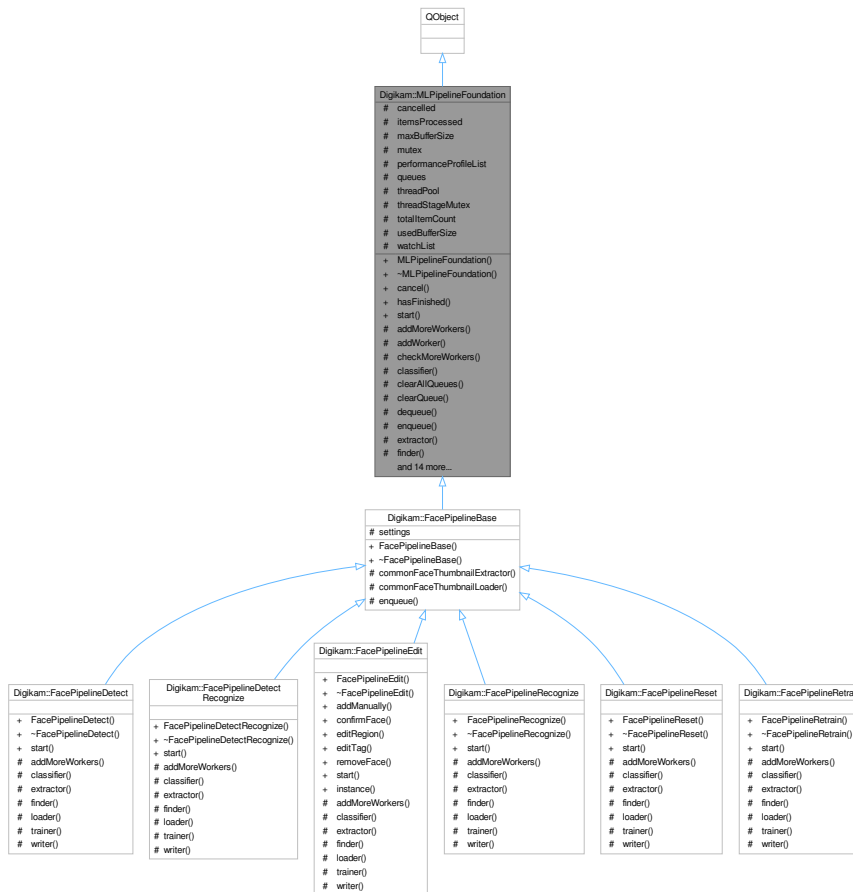 QObject
Digikam::MLPipelineFoundation
# cancelled
# itemsProcessed
# maxBufferSize
# mutex
# performanceProfileList
# queues
# threadPool
# threadStageMutex
# totalItemCount
# usedBufferSize
# watchList
+ MLPipelineFoundation()
+ ~MLPipelineFoundation()
+ cancel()
+ hasFinished()
+ start()
# addMoreWorkers()
# addWorker()
# checkMoreWorkers()
# classifier()
# clearAllQueues()
# clearQueue()
# dequeue()
# enqueue()
# extractor()
# finder()
and 14 more...
Digikam::FacePipelineBase
# settings
+ FacePipelineBase()
+ ~FacePipelineBase()
# commonFaceThumbnailExtractor()
# commonFaceThumbnailLoader()
# enqueue()
Digikam::FacePipelineDetect
+ FacePipelineDetect()
+ ~FacePipelineDetect()
+ start()
# addMoreWorkers()
# classifier()
# extractor()
# finder()
# loader()
# trainer()
# writer()
Digikam::FacePipelineDetect
Recognize
+ FacePipelineDetectRecognize()
+ ~FacePipelineDetectRecognize()
+ start()
# addMoreWorkers()
# classifier()
# extractor()
# finder()
# loader()
# trainer()
# writer()
Digikam::FacePipelineEdit
+ FacePipelineEdit()
+ ~FacePipelineEdit()
+ addManually()
+ confirmFace()
+ editRegion()
+ editTag()
+ removeFace()
+ start()
+ instance()
# addMoreWorkers()
# classifier()
# extractor()
# finder()
# loader()
# trainer()
# writer()
Digikam::FacePipelineRecognize
+ FacePipelineRecognize()
+ ~FacePipelineRecognize()
+ start()
# addMoreWorkers()
# classifier()
# extractor()
# finder()
# loader()
# trainer()
# writer()
Digikam::FacePipelineReset
+ FacePipelineReset()
+ ~FacePipelineReset()
+ start()
# addMoreWorkers()
# classifier()
# extractor()
# finder()
# loader()
# trainer()
# writer()
Digikam::FacePipelineRetra
+ FacePipelineRetrain()
+ ~FacePipelineRetrain()
+ start()
# addMoreWorkers()
# classifier()
# extractor()
# finder()
# loader()
# trainer()
# writer()